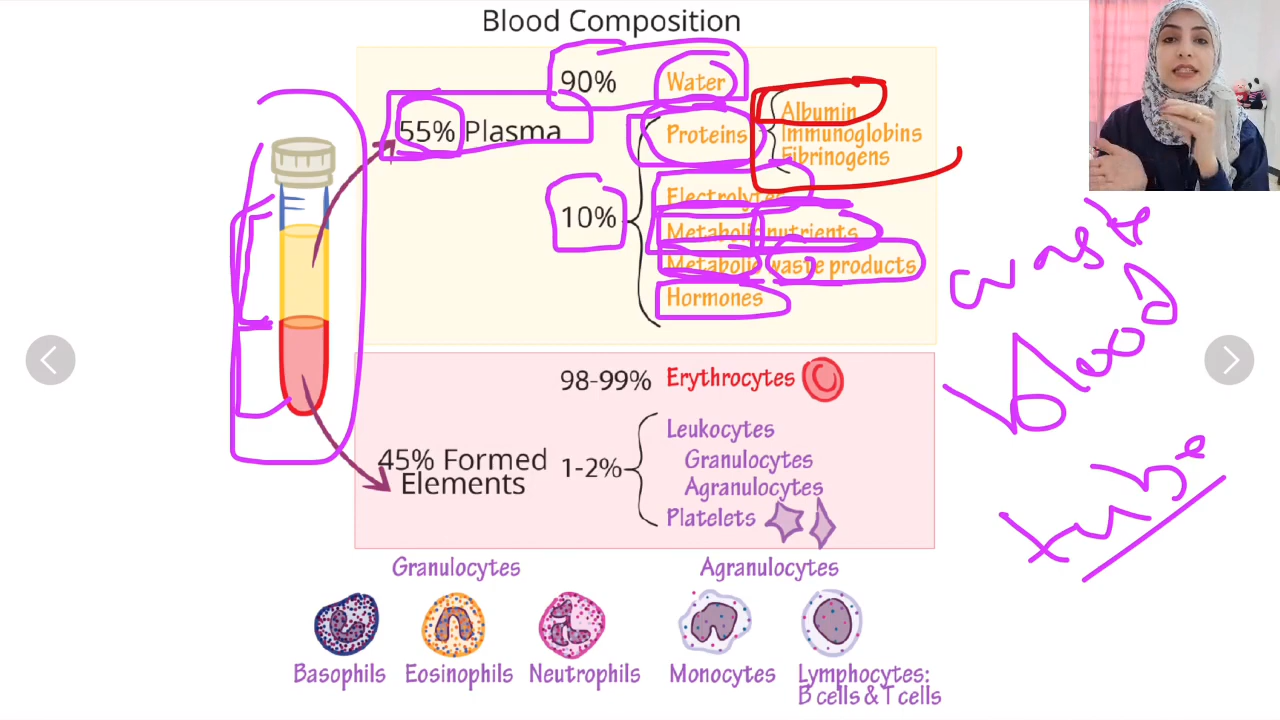 Blood Composition
90% Water
55% Plasma
Proteins
Albumin
Immunoglobins
Fibrinogens
10%
Electrolytes
Metabolic nutrients
Metabolic waste products
Hormones
98-99% Erythrocytes
45% Formed
Elements
1-2%
Leukocytes
Granulocytes
Agranulocytes
Platelets
Granulocytes
Agranulocytes
Basophils
Eosinophils
Neutrophils
Monocytes
Lymphocytes:
B cells & T cells
waste
blood
tube